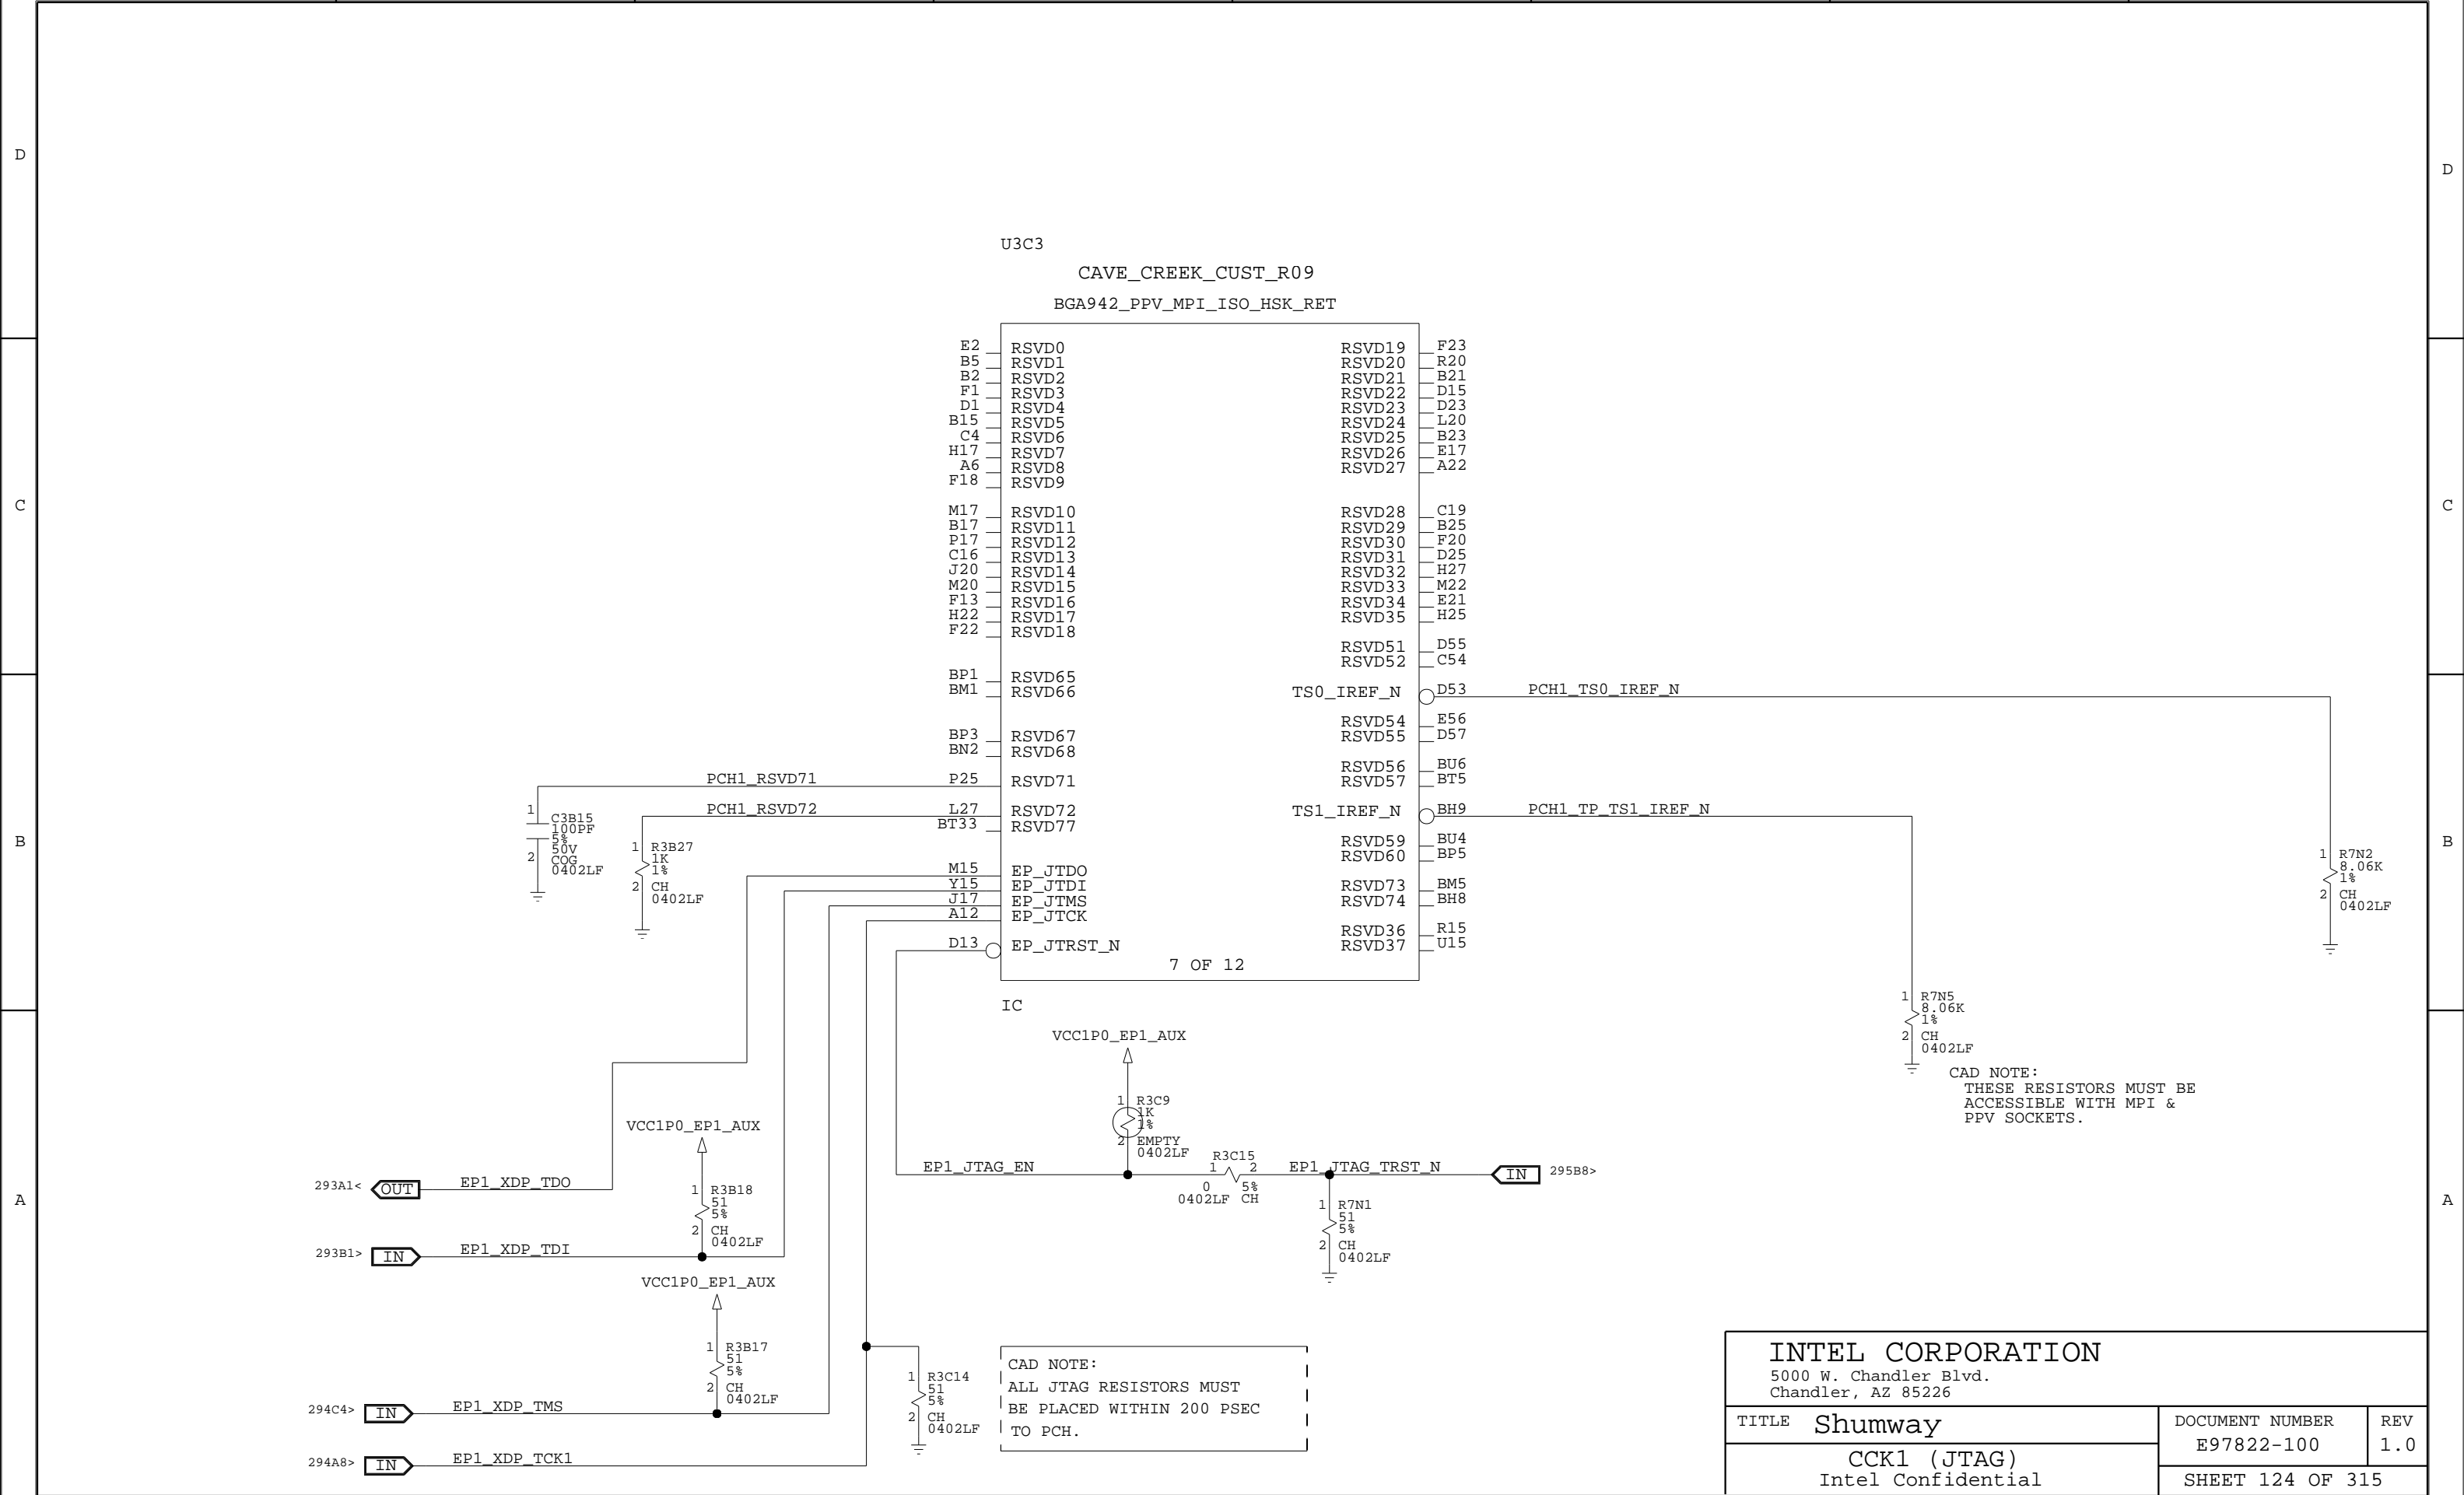 D
D
C
C
B
B
A
A
U3C3
CAVE_CREEK_CUST_R09
BGA942_PPV_MPI_ISO_HSK_RET
E2 RSVD0
B5 RSVD1
B2 RSVD2
F1 RSVD3
D1 RSVD4
B15 RSVD5
C4 RSVD6
H17 RSVD7
A6 RSVD8
F18 RSVD9
M17 RSVD10
B17 RSVD11
P17 RSVD12
C16 RSVD13
J20 RSVD14
M20 RSVD15
F13 RSVD16
H22 RSVD17
F22 RSVD18
BP1 RSVD65
BM1 RSVD66
BP3 RSVD67
BN2 RSVD68
PCH1_RSVD71 P25 RSVD71
PCH1_RSVD72 L27 RSVD72
BT33 RSVD77
M15 EP_JTDO
Y15 EP_JTDI
J17 EP_JTMS
A12 EP_JTCK
D13 EP_JTRST_N
RSVD19 F23
RSVD20 R20
RSVD21 B21
RSVD22 D15
RSVD23 D23
RSVD24 L20
RSVD25 B23
RSVD26 E17
RSVD27 A22
RSVD28 C19
RSVD29 B25
RSVD30 F20
RSVD31 D25
RSVD32 H27
RSVD33 M22
RSVD34 E21
RSVD35 H25
RSVD51 D55
RSVD52 C54
TS0_IREF_N D53 PCH1_TS0_IREF_N
RSVD54 E56
RSVD55 D57
RSVD56 BU6
RSVD57 BT5
TS1_IREF_N BH9 PCH1_TP_TS1_IREF_N
RSVD59 BU4
RSVD60 BP5
RSVD73 BM5
RSVD74 BH8
RSVD36 R15
RSVD37 U15
7 OF 12
IC
1
C3B15
100PF
5%
50V
2
COG
0402LF
1 R3B27
1K
1%
2 CH
0402LF
1 R7N2
8.06K
1%
2 CH
0402LF
1 R7N5
8.06K
1%
2 CH
0402LF
CAD NOTE:
THESE RESISTORS MUST BE
ACCESSIBLE WITH MPI &
PPV SOCKETS.
VCC1P0_EP1_AUX
1 R3C9
1K
1%
2 EMPTY
0402LF
EP1_JTAG_EN
R3C15
1 2
0 5%
0402LF CH
EP1_JTAG_TRST_N
IN 295B8>
1 R7N1
51
5%
2 CH
0402LF
VCC1P0_EP1_AUX
1 R3B18
51
5%
2 CH
0402LF
293A1< OUT EP1_XDP_TDO
293B1> IN EP1_XDP_TDI
VCC1P0_EP1_AUX
1 R3B17
51
5%
2 CH
0402LF
294C4> IN EP1_XDP_TMS
294A8> IN EP1_XDP_TCK1
1 R3C14
51
5%
2 CH
0402LF
CAD NOTE:
ALL JTAG RESISTORS MUST
BE PLACED WITHIN 200 PSEC
TO PCH.
INTEL CORPORATION
5000 W. Chandler Blvd.
Chandler, AZ 85226
TITLE Shumway
CCK1 (JTAG)
Intel Confidential
DOCUMENT NUMBER
E97822-100
REV
1.0
SHEET 124 OF 315